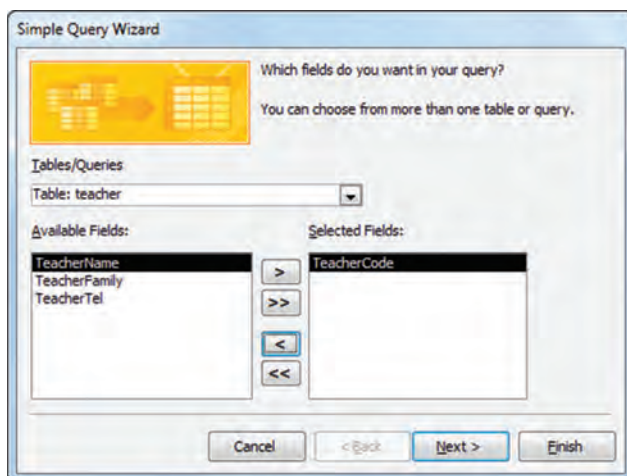 Simple Query Wizard
Which fields do you want in your query?
You can choose from more than one table or query.
Tables/Queries
Table: teacher
Available Fields:
Selected Fields:
TeacherName
TeacherFamily
TeacherTel
>
>>
<
<<
TeacherCode
Cancel
< Back
Next >
Finish